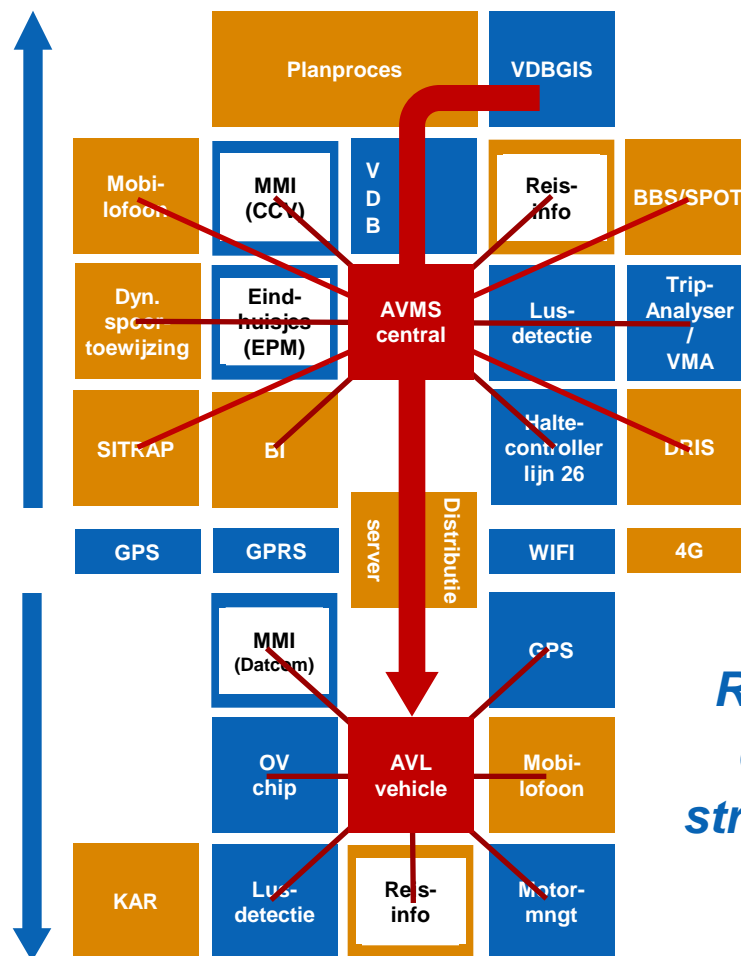 Planproces
VDBGIS
Mobi-
lofoon
MMI
(CCV)
V
D
B
Reis-
info
BBS/SPOT
Dyn.
spoor-
toewijzing
Eind-
huisjes
(EPM)
AVMS
central
Lus-
detectie
Trip-
Analyser
/
VMA
SITRAP
BI
Halte-
controller
lijn 26
DRIS
Distributie
server
GPS
GPRS
WIFI
4G
MMI
(Datcom)
GPS
R
OV
chip
AVL
vehicle
Mobi-
lofoon
str
KAR
Lus-
detectie
Reis-
info
Motor-
mngt